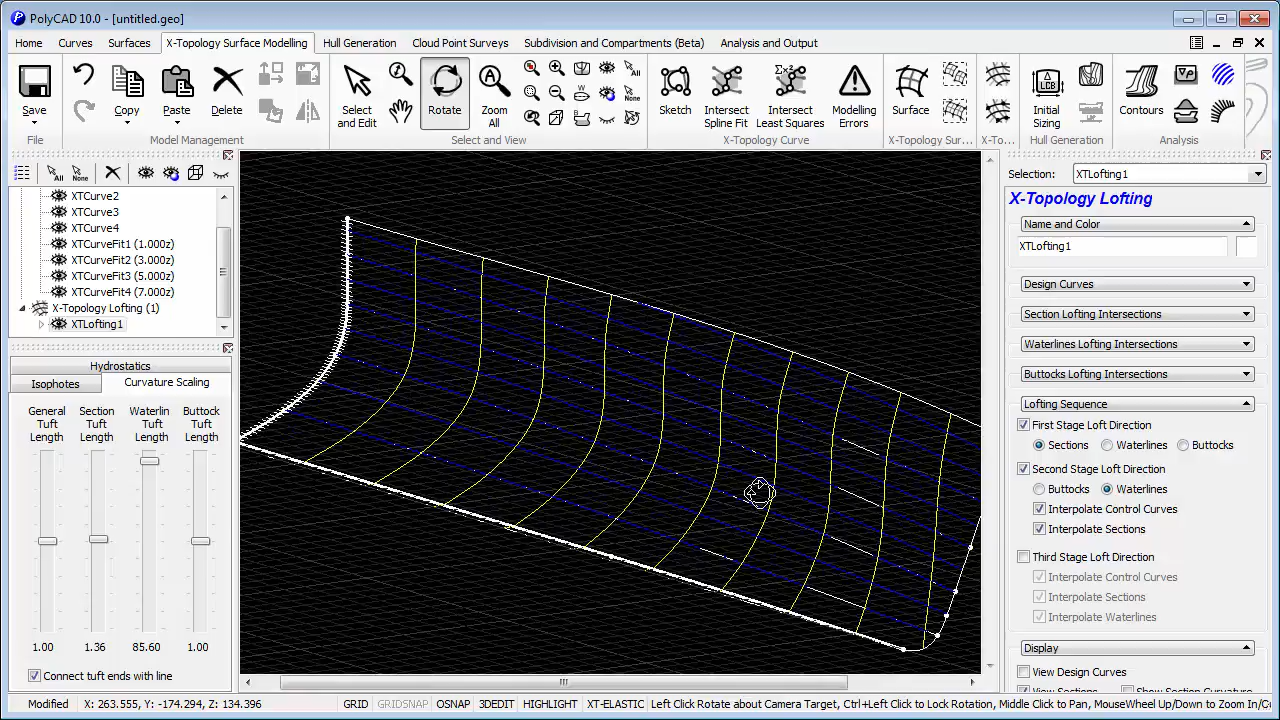 PolyCAD 10.0 - [untitled.geo]
Home Curves Surfaces X-Topology Surface Modelling Hull Generation Cloud Point Surveys Subdivision and Compartments (Beta) Analysis and Output
Save Copy Paste Delete Select and Edit Rotate Zoom All Sketch Intersect Spline Fit Intersect Least Squares Modelling Errors Surface Initial Sizing Contours
All
None
Σx²
LCB
File Model Management Select and View X-Topology Curve X-Topology Sur... X-To... Hull Generation Analysis
All None
XTCurve2
XTCurve3
XTCurve4
XTCurveFit1 (1.000z)
XTCurveFit2 (3.000z)
XTCurveFit3 (5.000z)
XTCurveFit4 (7.000z)
X-Topology Lofting (1)
XTLofting1
Hydrostatics
Isophotes Curvature Scaling
General Tuft Length
Section Tuft Length
Waterlin Tuft Length
Buttock Tuft Length
1.00 1.36 85.60 1.00
Connect tuft ends with line
Selection: XTLofting1
X-Topology Lofting
Name and Color
XTLofting1
Design Curves
Section Lofting Intersections
Waterlines Lofting Intersections
Buttocks Lofting Intersections
Lofting Sequence
First Stage Loft Direction
Sections Waterlines Buttocks
Second Stage Loft Direction
Buttocks Waterlines
Interpolate Control Curves
Interpolate Sections
Third Stage Loft Direction
Interpolate Control Curves
Interpolate Sections
Interpolate Waterlines
Display
View Design Curves
View Sections Show Section Curvature
Modified X: 263.555, Y: -174.294, Z: 134.396 GRID GRIDSNAP OSNAP 3DEDIT HIGHLIGHT XT-ELASTIC Left Click Rotate about Camera Target, Ctrl+Left Click to Lock Rotation, Middle Click to Pan, MouseWheel Up/Down to Zoom In/O